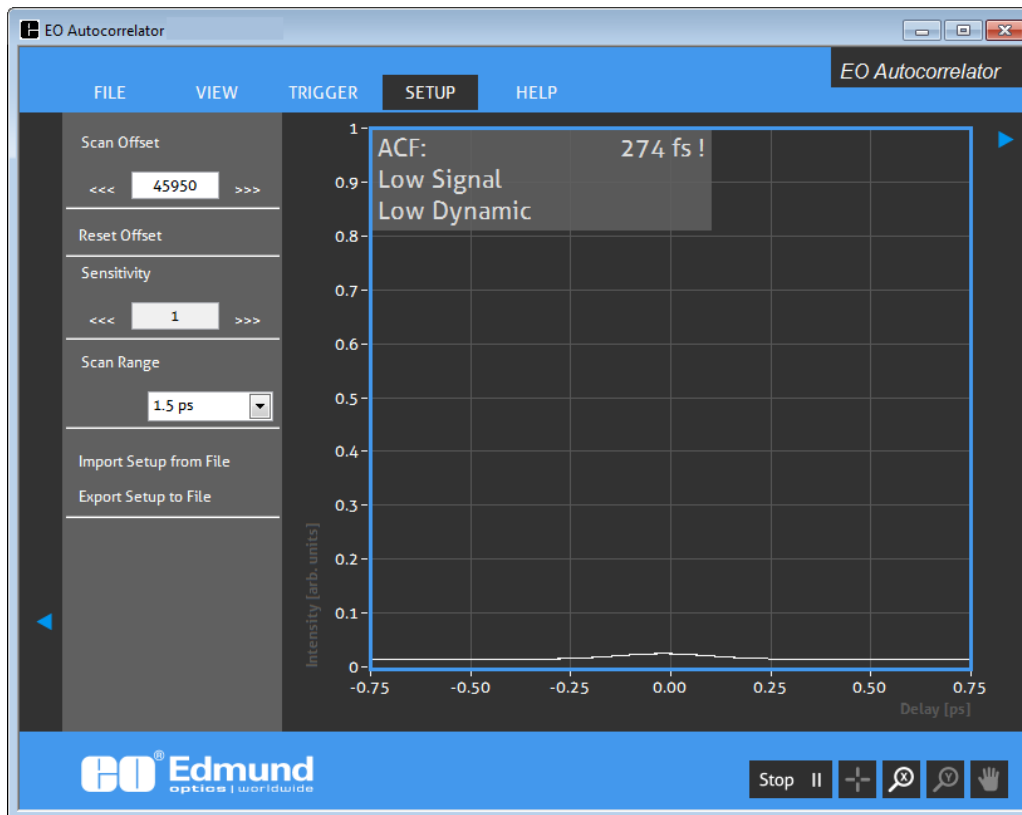 EO Autocorrelator
EO Autocorrelator
FILE VIEW TRIGGER SETUP HELP
Scan Offset
<<< 45950 >>>
Reset Offset
Sensitivity
<<< 1 >>>
Scan Range
1.5 ps
Import Setup from File
Export Setup to File
ACF: 274 fs !
Low Signal
Low Dynamic
1
0.9
0.8
0.7
0.6
0.5
0.4
0.3
0.2
0.1
0
Intensity [arb. units]
-0.75 -0.50 -0.25 0.00 0.25 0.50 0.75
Delay [ps]
EO® Edmund
optics | worldwide
Stop X Y